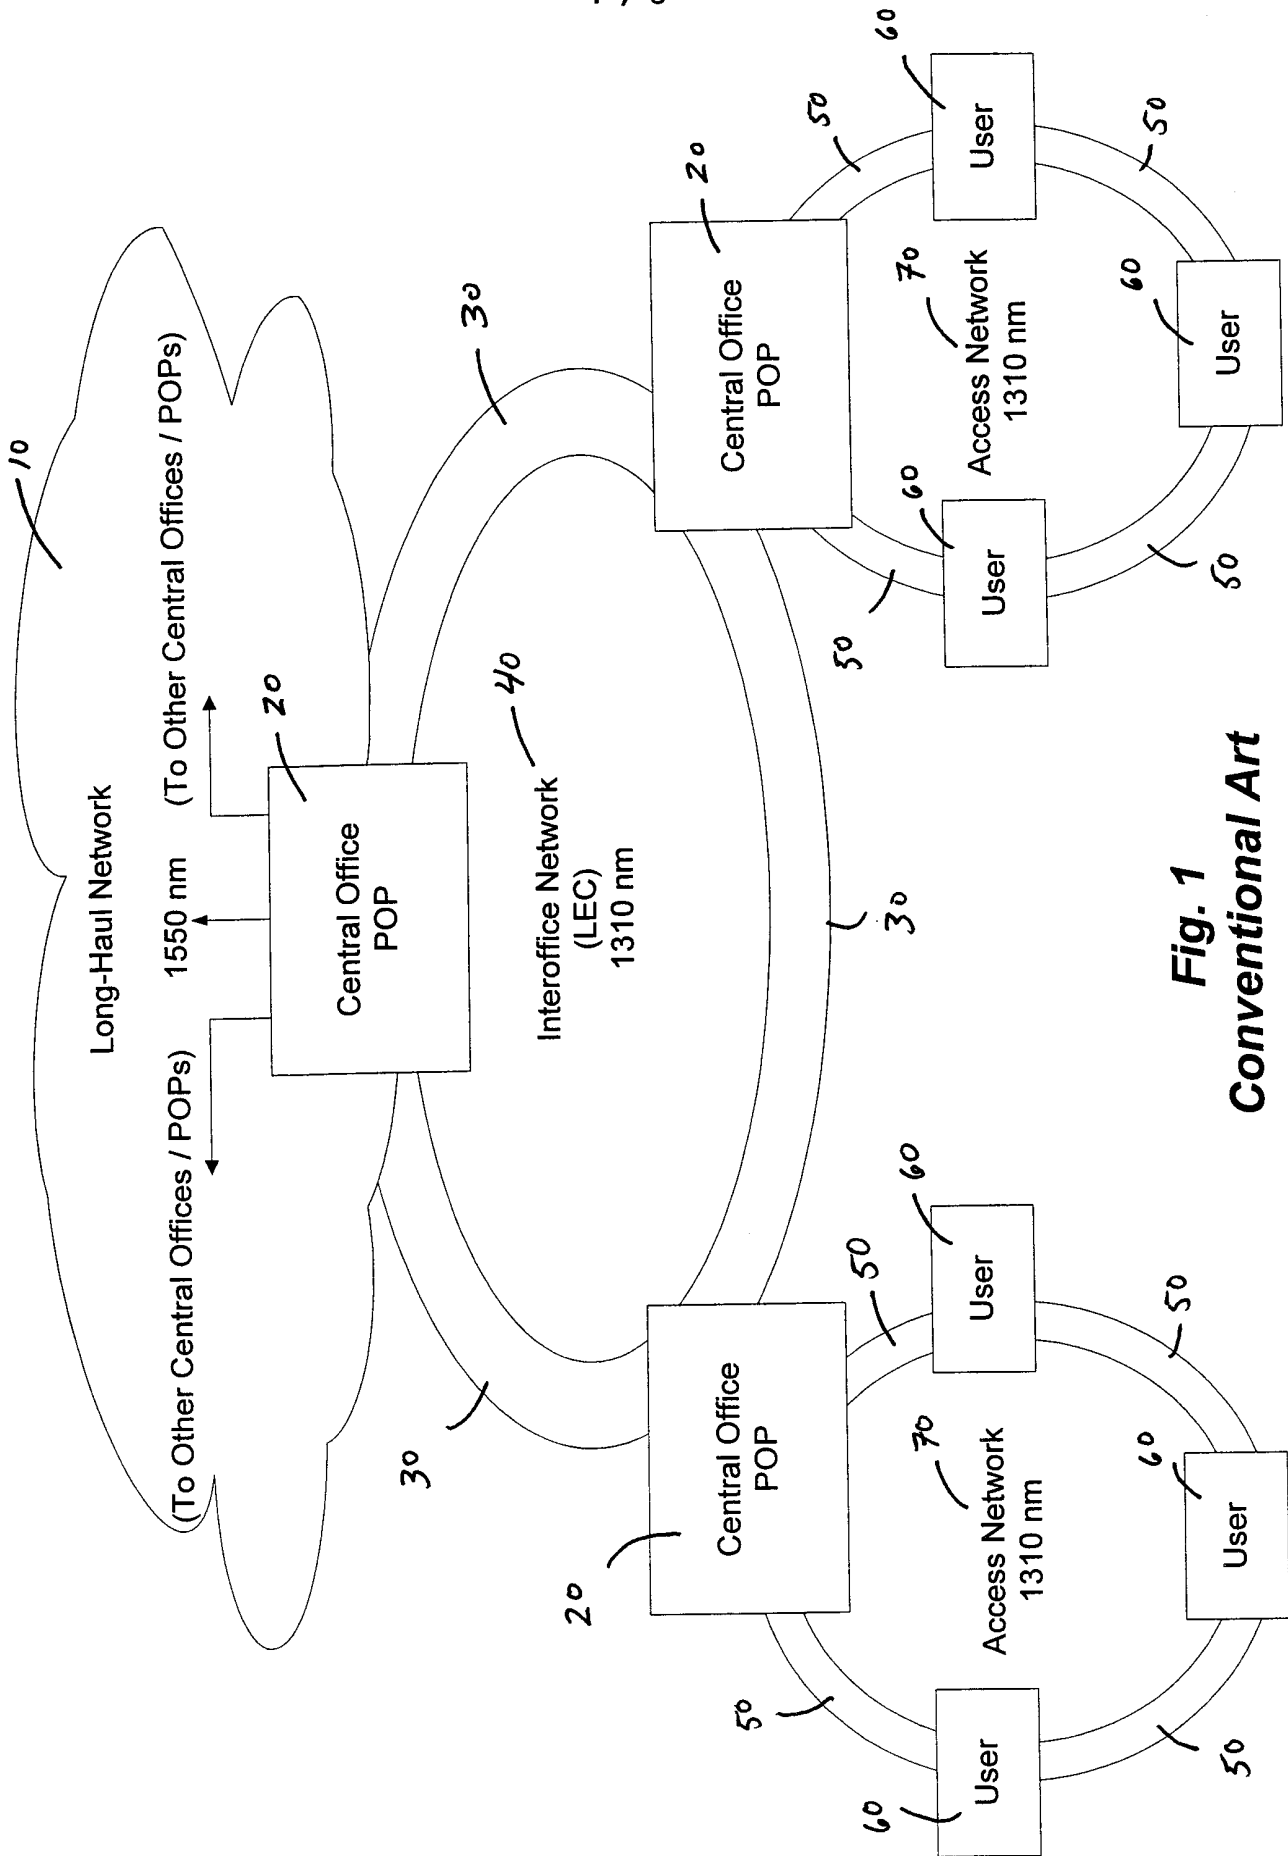 10
Long-Haul Network
(To Other Central Offices / POPs)
1550 nm
(To Other Central Offices / POPs)
20
Central Office
POP
30
30
40
Interoffice Network
(LEC)
1310 nm
20
Central Office
POP
20
Central Office
POP
30
50
50
60
User
70
Access Network
1310 nm
60
User
60
User
50
50
50
50
60
User
70
Access Network
1310 nm
60
User
60
User
50
50
Fig. 1
Conventional Art